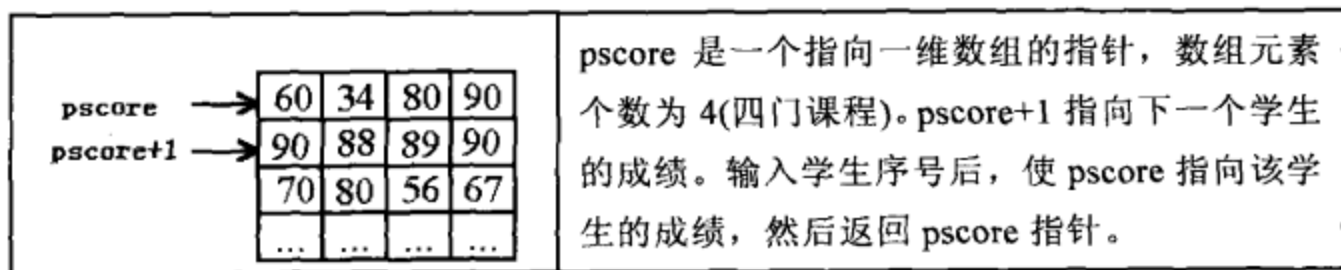 pscore
pscore+1
60 34 80 90
90 88 89 90
70 80 56 67
... ... ... ...
pscore 是一个指向一维数组的指针，数组元素
个数为 4(四门课程)。pscore+1 指向下一个学生
的成绩。输入学生序号后，使 pscore 指向该学
生的成绩，然后返回 pscore 指针。